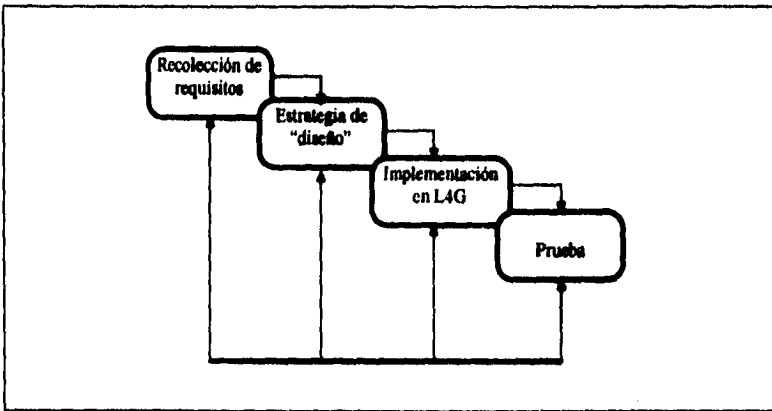 Recolección de
requisitos
Estrategia de
"diseño"
Implementación
en L4G
Prueba